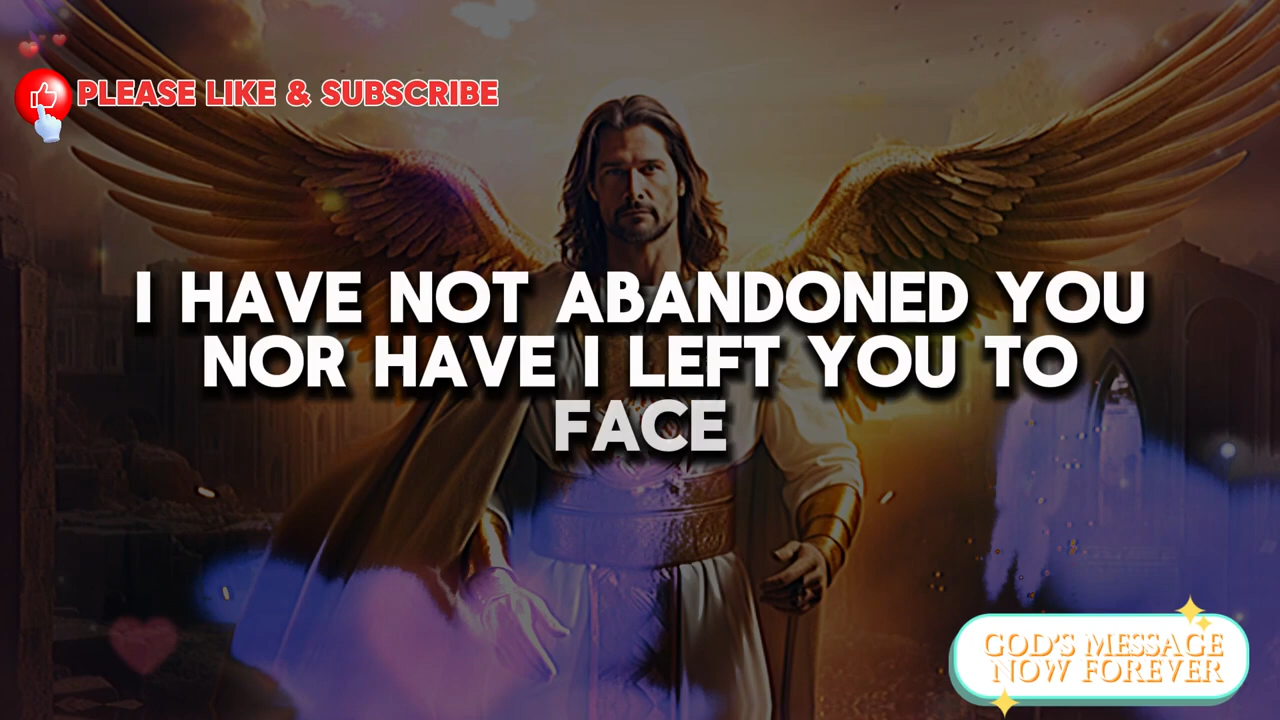 PLEASE LIKE & SUBSCRIBE
I HAVE NOT ABANDONED YOU
NOR HAVE I LEFT YOU TO
FACE
GOD'S MESSAGE
NOW FOREVER